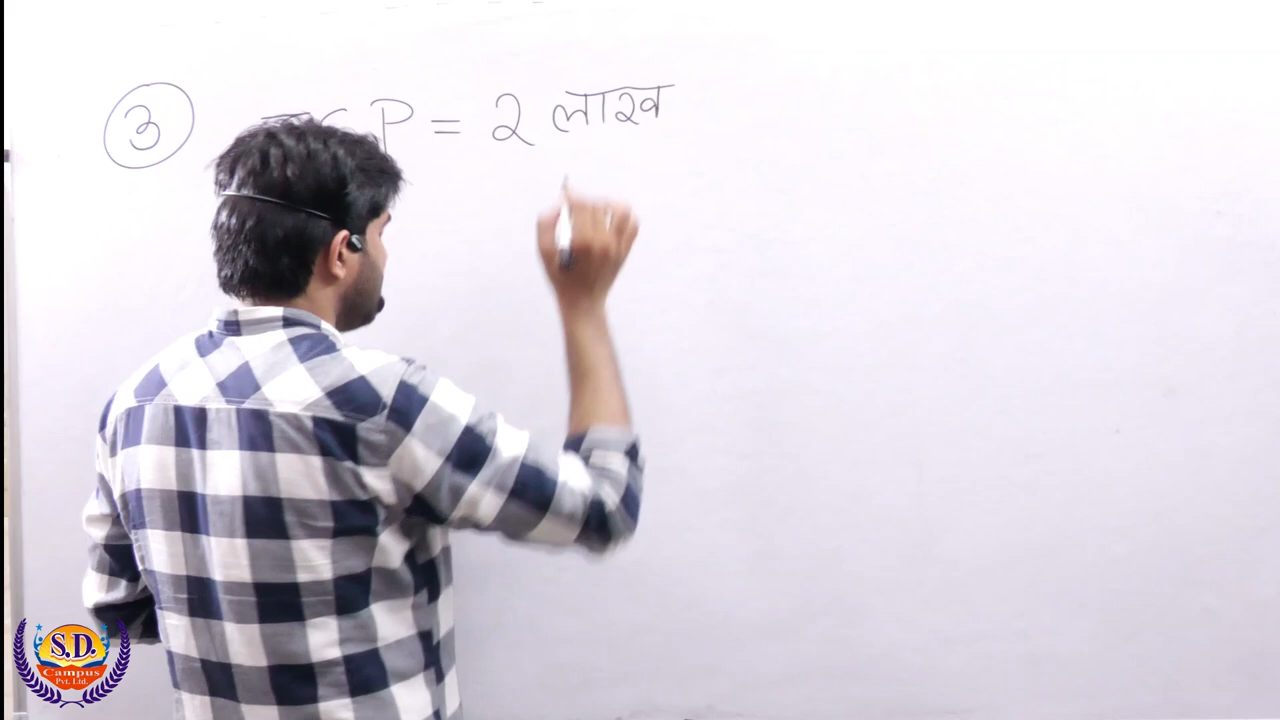 ③ P = 2 लाख
S.D.
Campus
Pvt. Ltd.